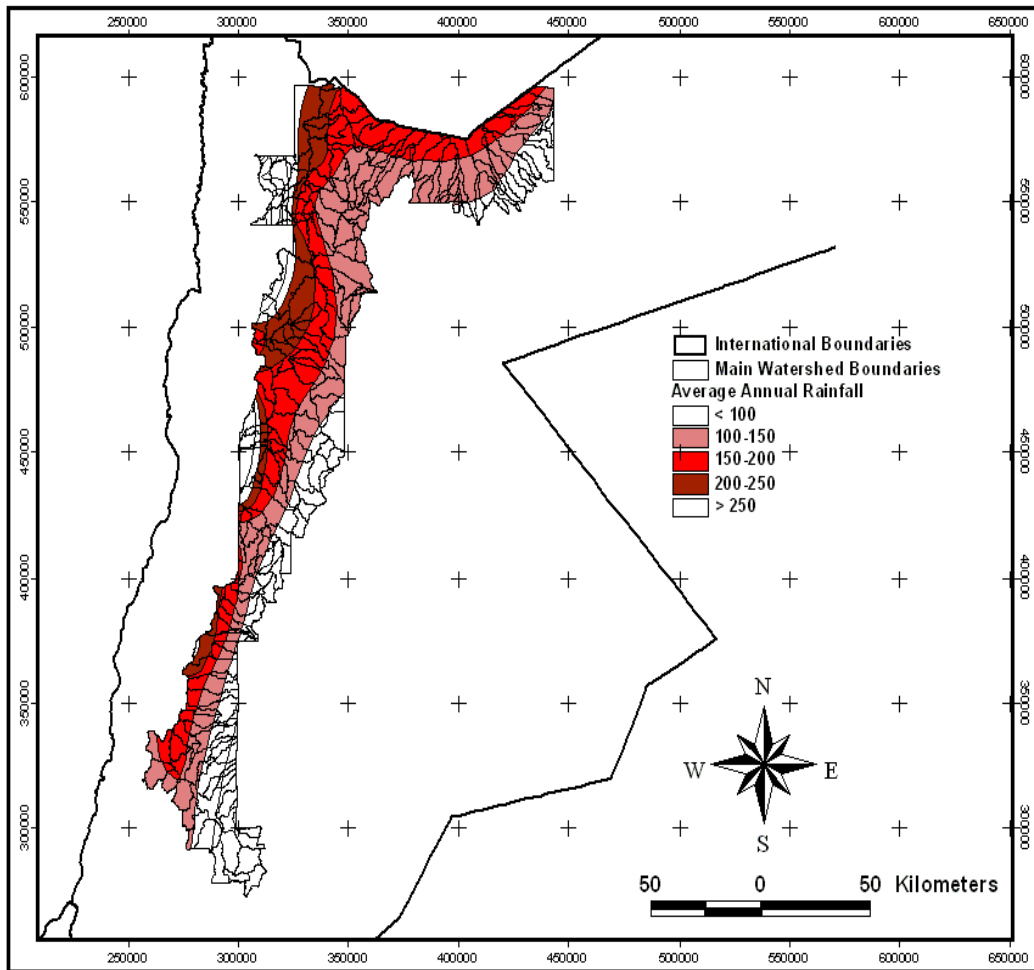 250000 300000 350000 400000 450000 500000 550000 600000 650000
600000 600000
550000 550000
500000 500000
450000 450000
400000 400000
350000 350000
300000 300000
International Boundaries
Main Watershed Boundaries
Average Annual Rainfall
< 100
100-150
150-200
200-250
> 250
N
W E
S
50 0 50 Kilometers
250000 300000 350000 400000 450000 500000 550000 600000 650000